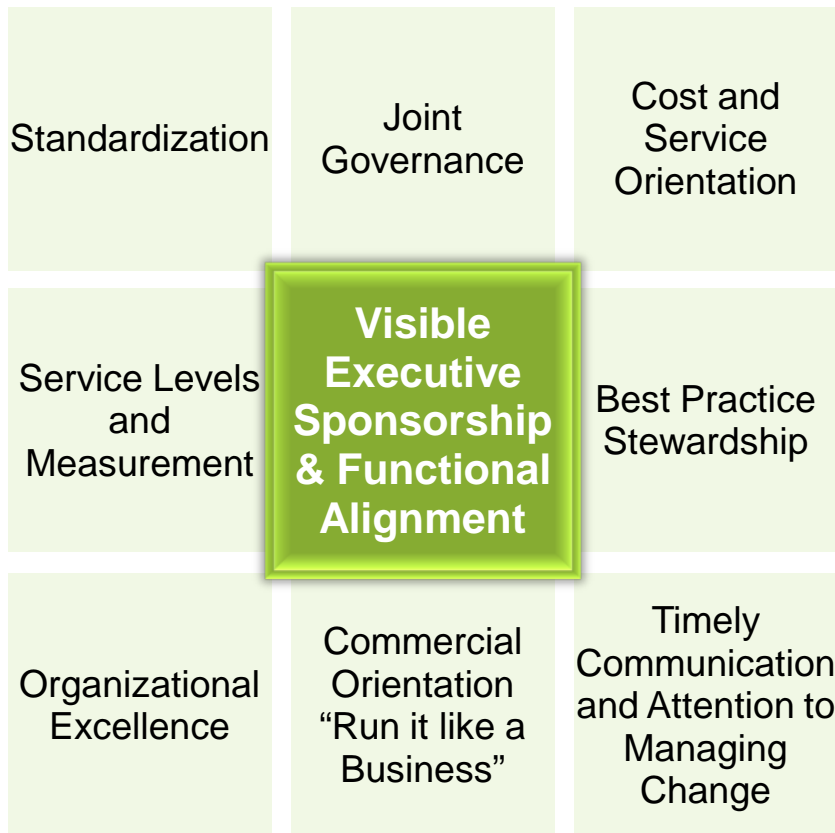 Standardization
Joint
Governance
Cost and
Service
Orientation
Service Levels
and
Measurement
Visible
Executive
Sponsorship
& Functional
Alignment
Best Practice
Stewardship
Organizational
Excellence
Commercial
Orientation
“Run it like a
Business”
Timely
Communication
and Attention to
Managing
Change